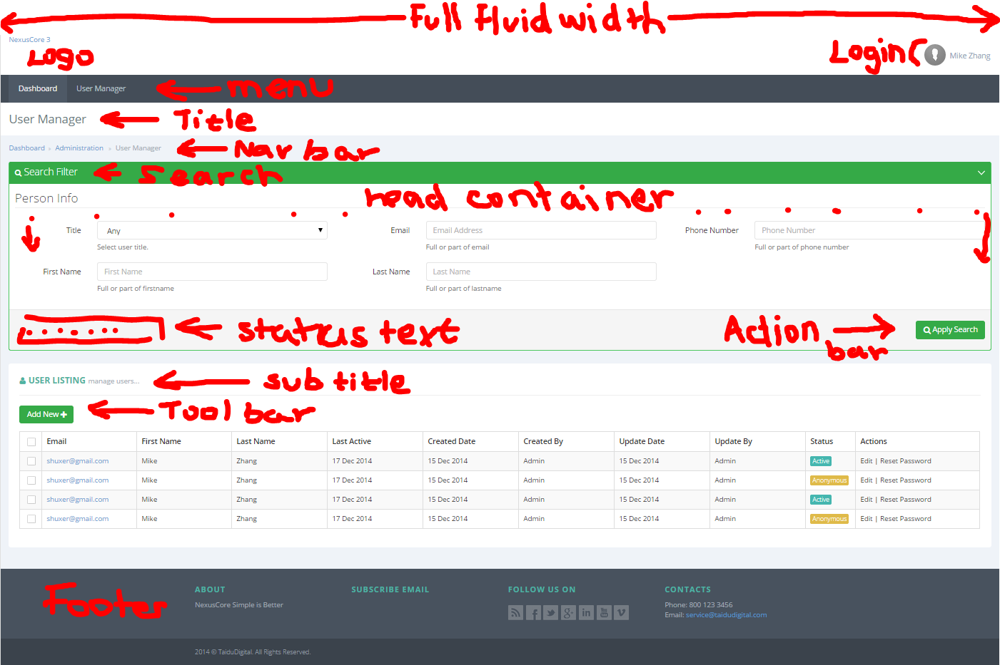 Full fluid width
NexusCore 3
Logo
Login
Mike Zhang
Dashboard User Manager
menu
User Manager
Title
Dashboard › Administration › User Manager
Nav bar
Search Filter
Search
Person Info
head container
Title Any Email Email Address Phone Number Phone Number
Select user title. Full or part of email Full or part of phone number
First Name First Name Last Name Last Name
Full or part of firstname Full or part of lastname
status text
Action bar
Apply Search
USER LISTING manage users...
sub title
Add New
Tool bar
Email First Name Last Name Last Active Created Date Created By Update Date Update By Status Actions
shuxer@gmail.com Mike Zhang 17 Dec 2014 15 Dec 2014 Admin 15 Dec 2014 Admin Active Edit | Reset Password
shuxer@gmail.com Mike Zhang 17 Dec 2014 15 Dec 2014 Admin 15 Dec 2014 Admin Anonymous Edit | Reset Password
shuxer@gmail.com Mike Zhang 17 Dec 2014 15 Dec 2014 Admin 15 Dec 2014 Admin Active Edit | Reset Password
shuxer@gmail.com Mike Zhang 17 Dec 2014 15 Dec 2014 Admin 15 Dec 2014 Admin Anonymous Edit | Reset Password
Footer
ABOUT SUBSCRIBE EMAIL FOLLOW US ON CONTACTS
NexusCore Simple is Better
Phone: 800 123 3456
Email: service@taidudigital.com
2014 © TaiduDigital. All Rights Reserved.